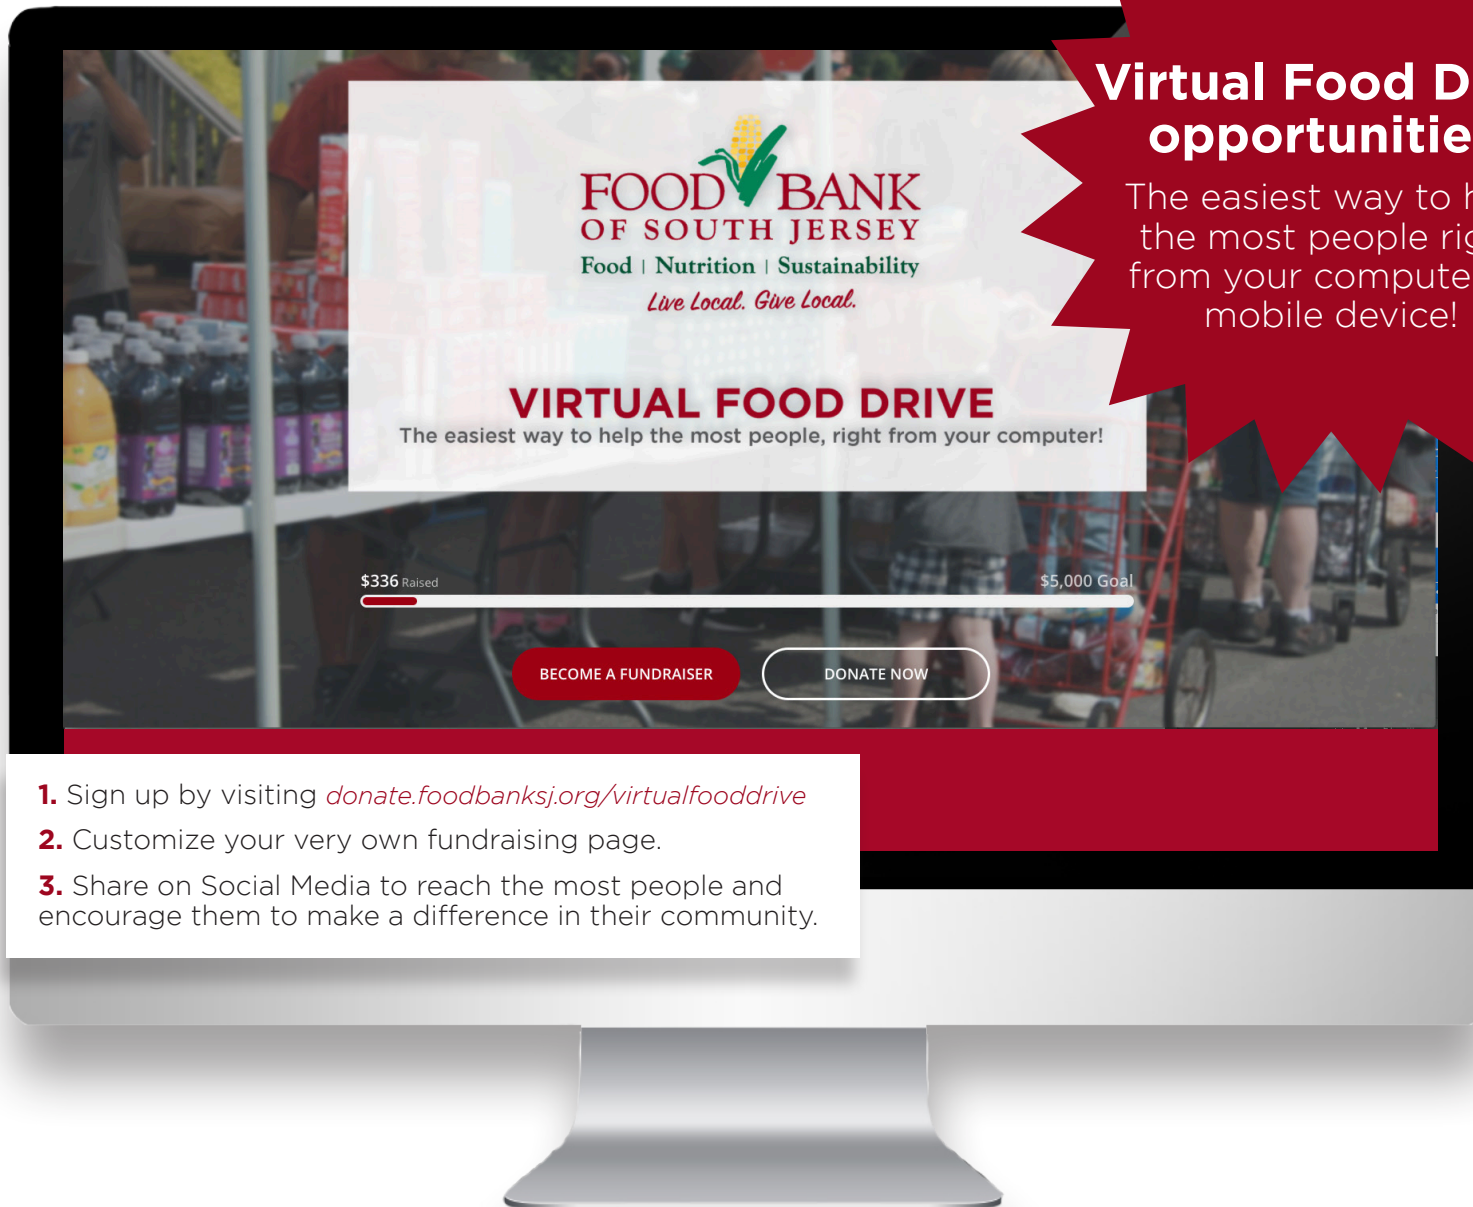 Virtual Food D
opportunitie
The easiest way to h
the most people rig
from your compute
mobile device!
FOOD BANK
OF SOUTH JERSEY
Food | Nutrition | Sustainability
Live Local. Give Local.
VIRTUAL FOOD DRIVE
The easiest way to help the most people, right from your computer!
$336 Raised
$5,000 Goal
BECOME A FUNDRAISER
DONATE NOW
1. Sign up by visiting donate.foodbanksj.org/virtualfooddrive
2. Customize your very own fundraising page.
3. Share on Social Media to reach the most people and
encourage them to make a difference in their community.